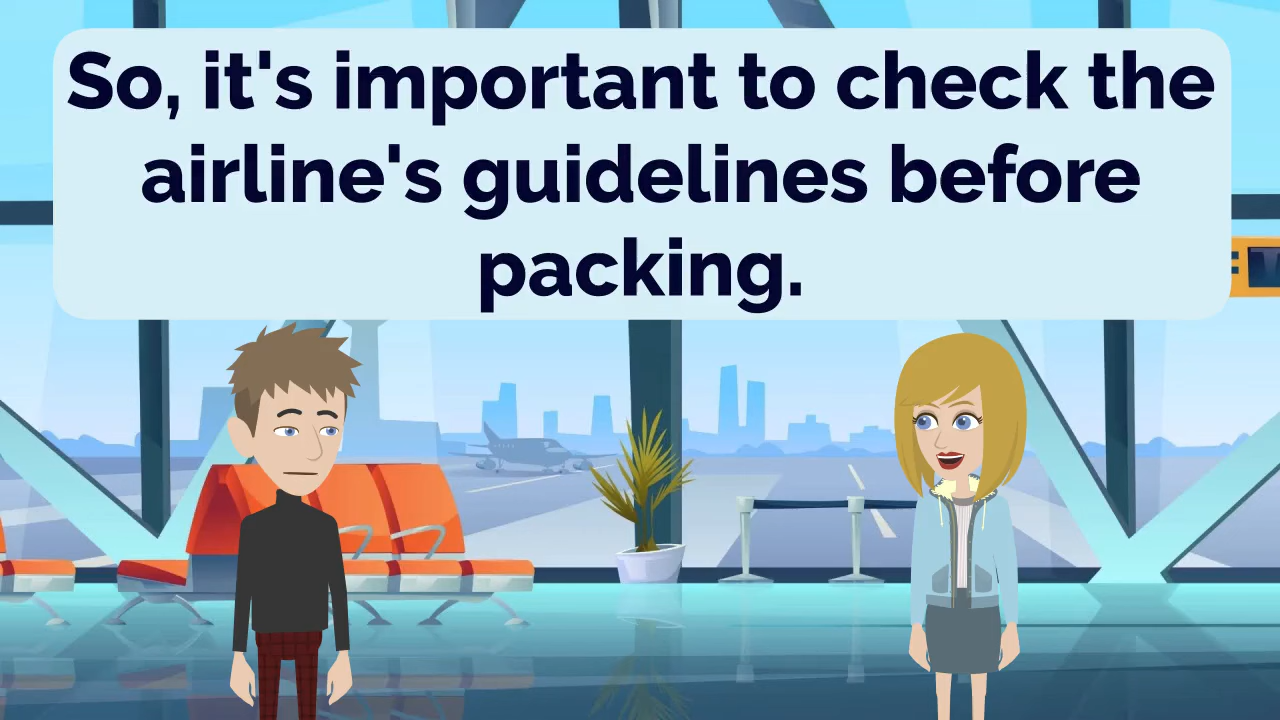 So, it's important to check the
airline's guidelines before
packing.